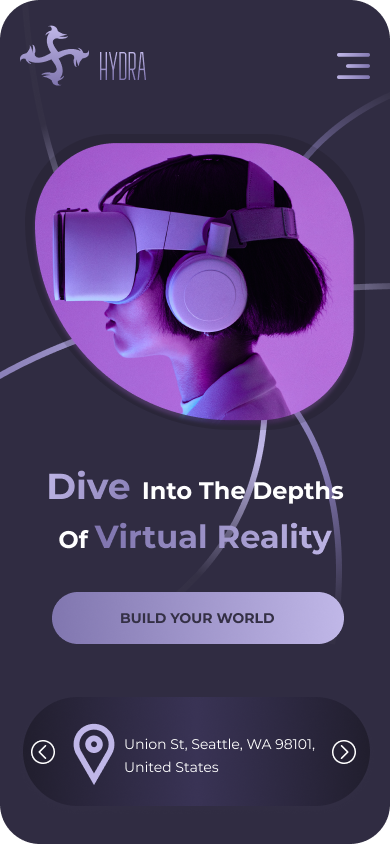 HYDRA
Dive Into The Depths
Of Virtual Reality
BUILD YOUR WORLD
Union St, Seattle, WA 98101,
United States